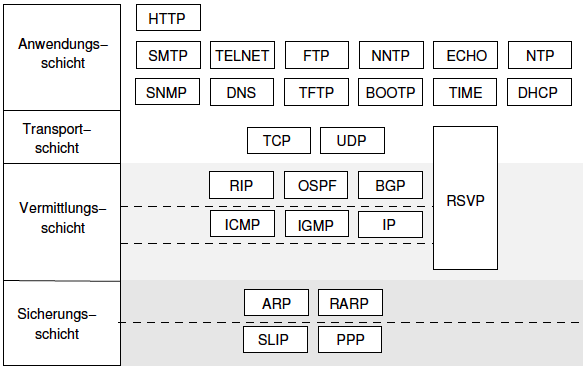 Anwendungs–
schicht
HTTP
SMTP TELNET FTP NNTP ECHO NTP
SNMP DNS TFTP BOOTP TIME DHCP
Transport–
schicht
TCP UDP
RSVP
Vermittlungs–
schicht
RIP OSPF BGP
ICMP IGMP IP
Sicherungs–
schicht
ARP RARP
SLIP PPP